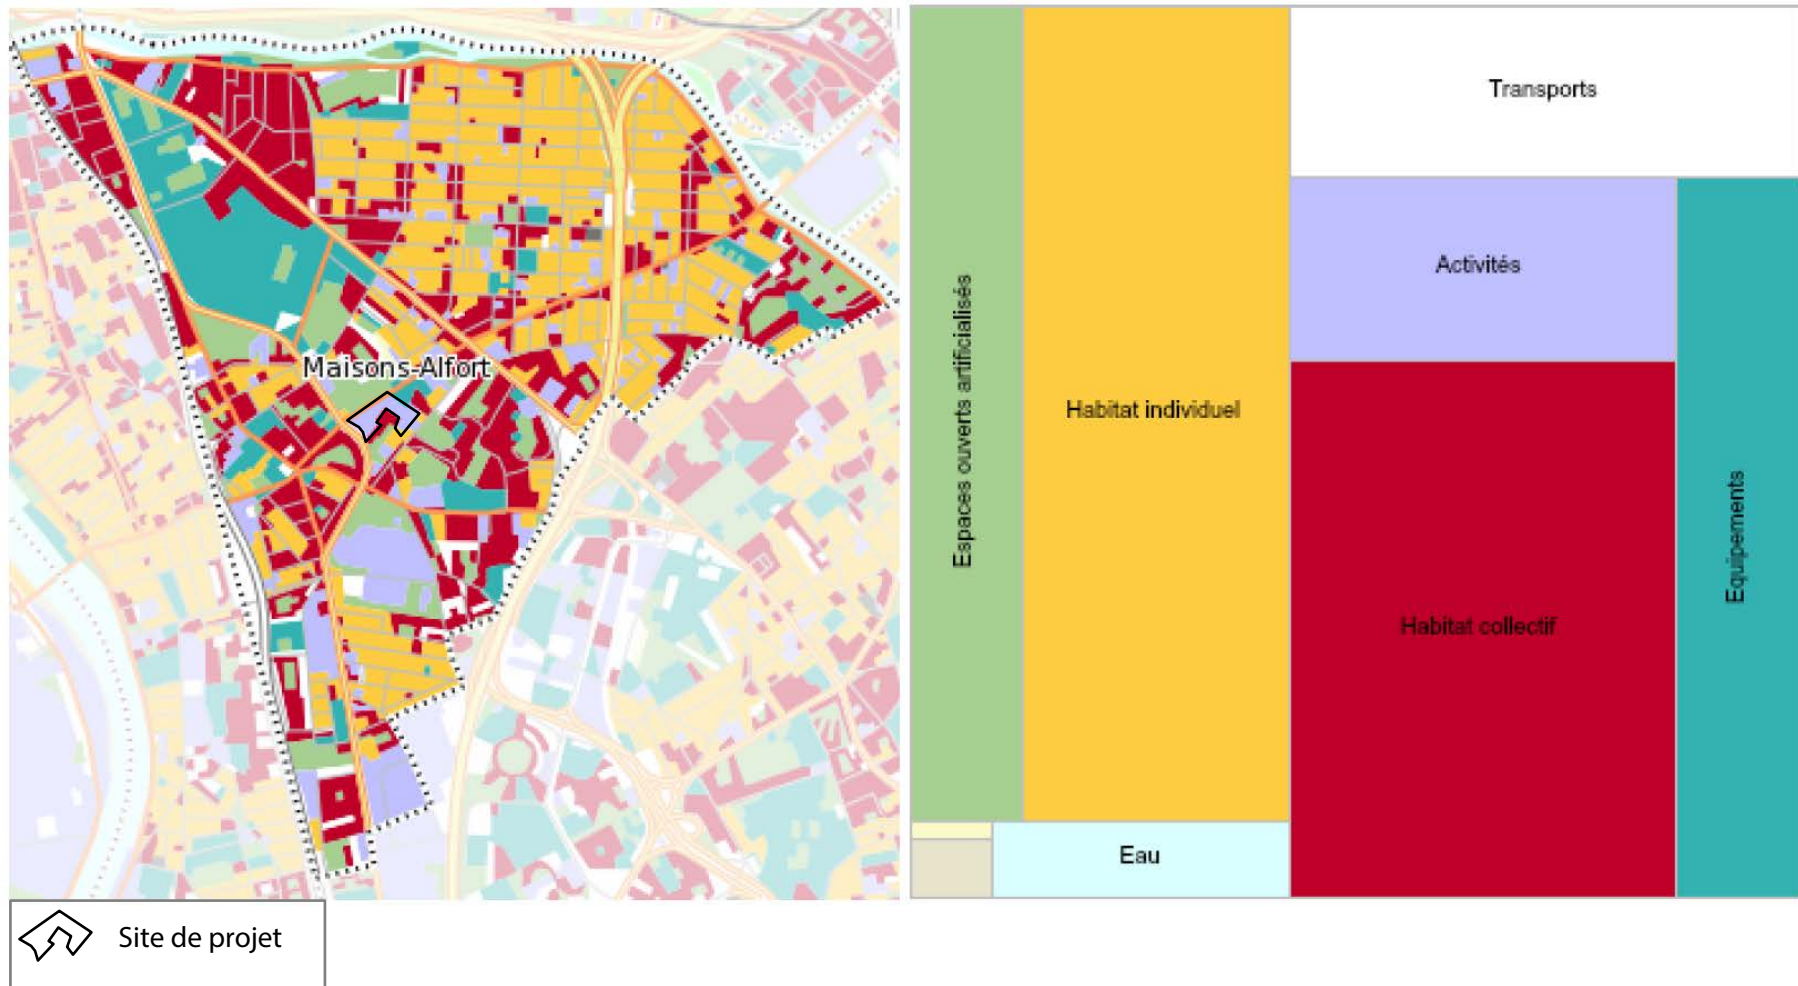 Maisons-Alfort
Site de projet
Espaces ouverts artificialisés
Habitat individuel
Eau
Transports
Activités
Habitat collectif
Equipements